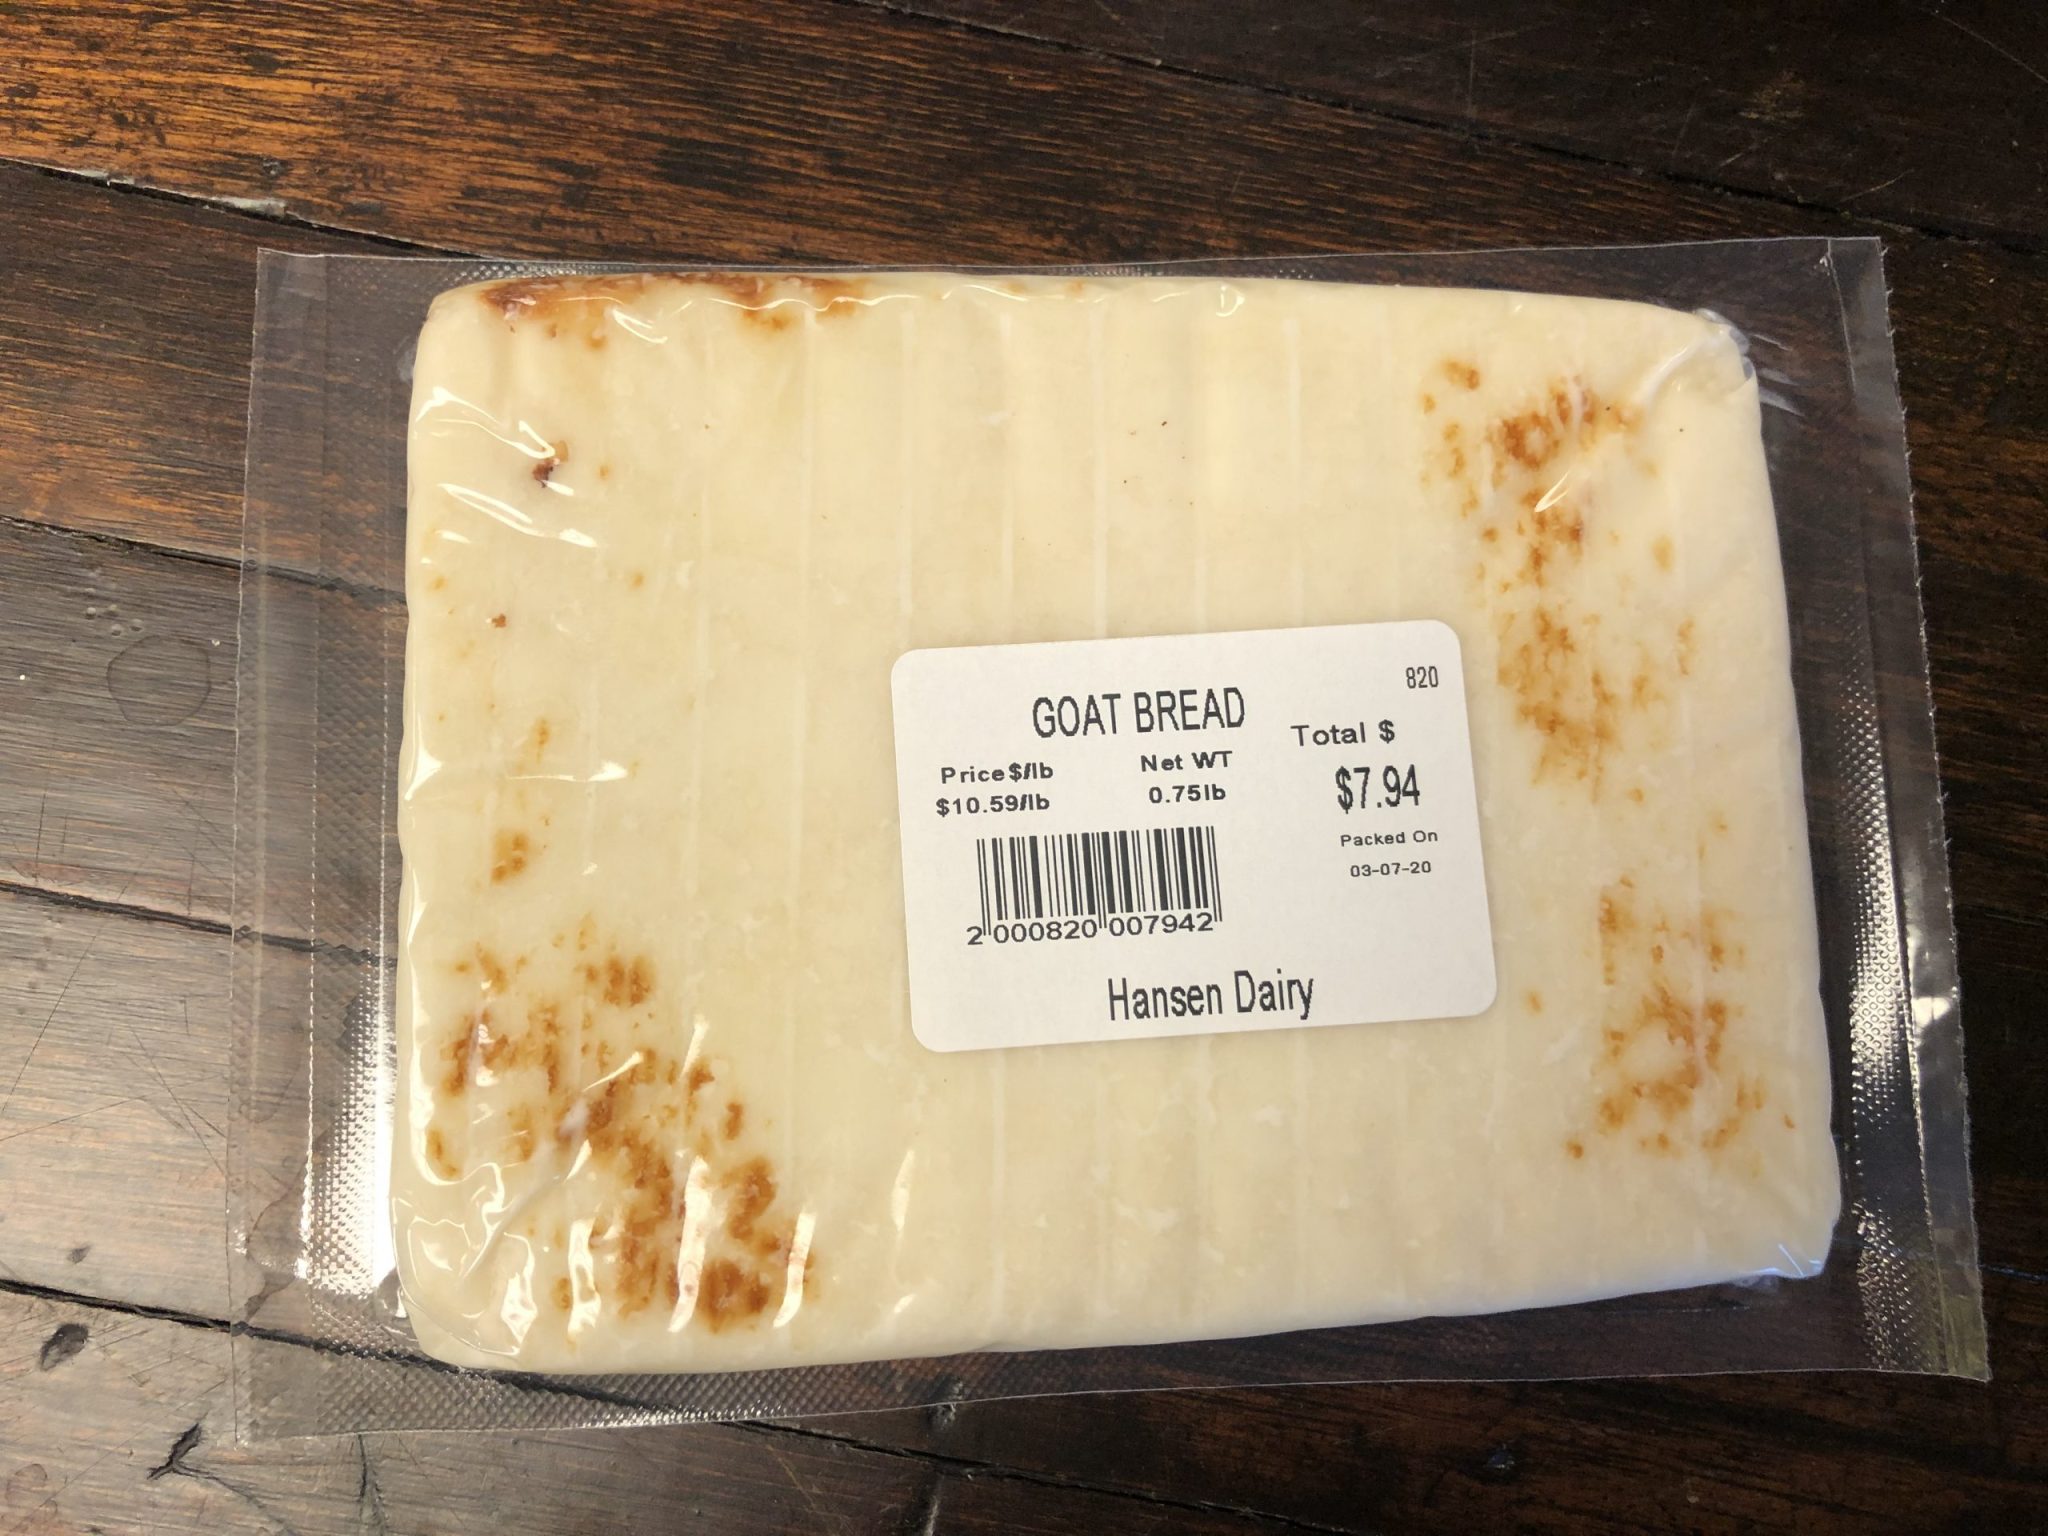 820
GOAT BREAD
Total $
Price $/lb Net WT
$10.59/lb 0.75lb
$7.94
Packed On
03-07-20
2 000820 007942
Hansen Dairy